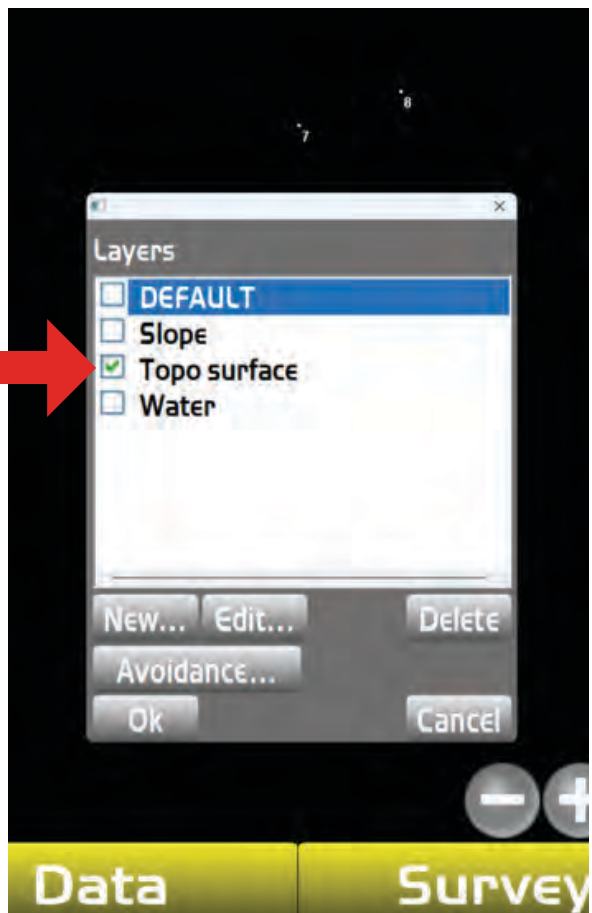 8
7
Layers
DEFAULT
Slope
Topo surface
Water
New... Edit... Delete
Avoidance...
Ok Cancel
Data Survey